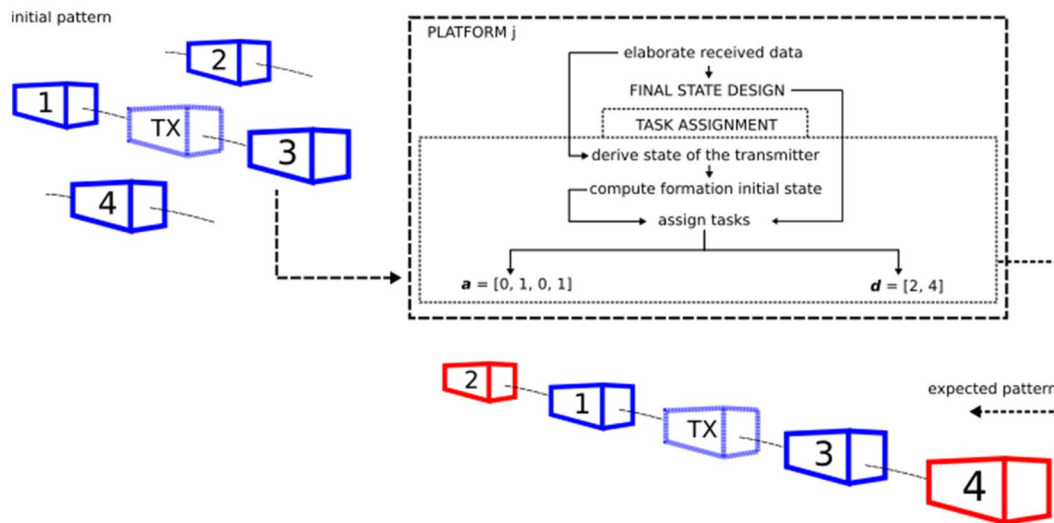 initial pattern
1
2
TX
3
4
PLATFORM j
elaborate received data
FINAL STATE DESIGN
TASK ASSIGNMENT
derive state of the transmitter
compute formation initial state
assign tasks
a = [0, 1, 0, 1]
d = [2, 4]
expected pattern
2
1
TX
3
4